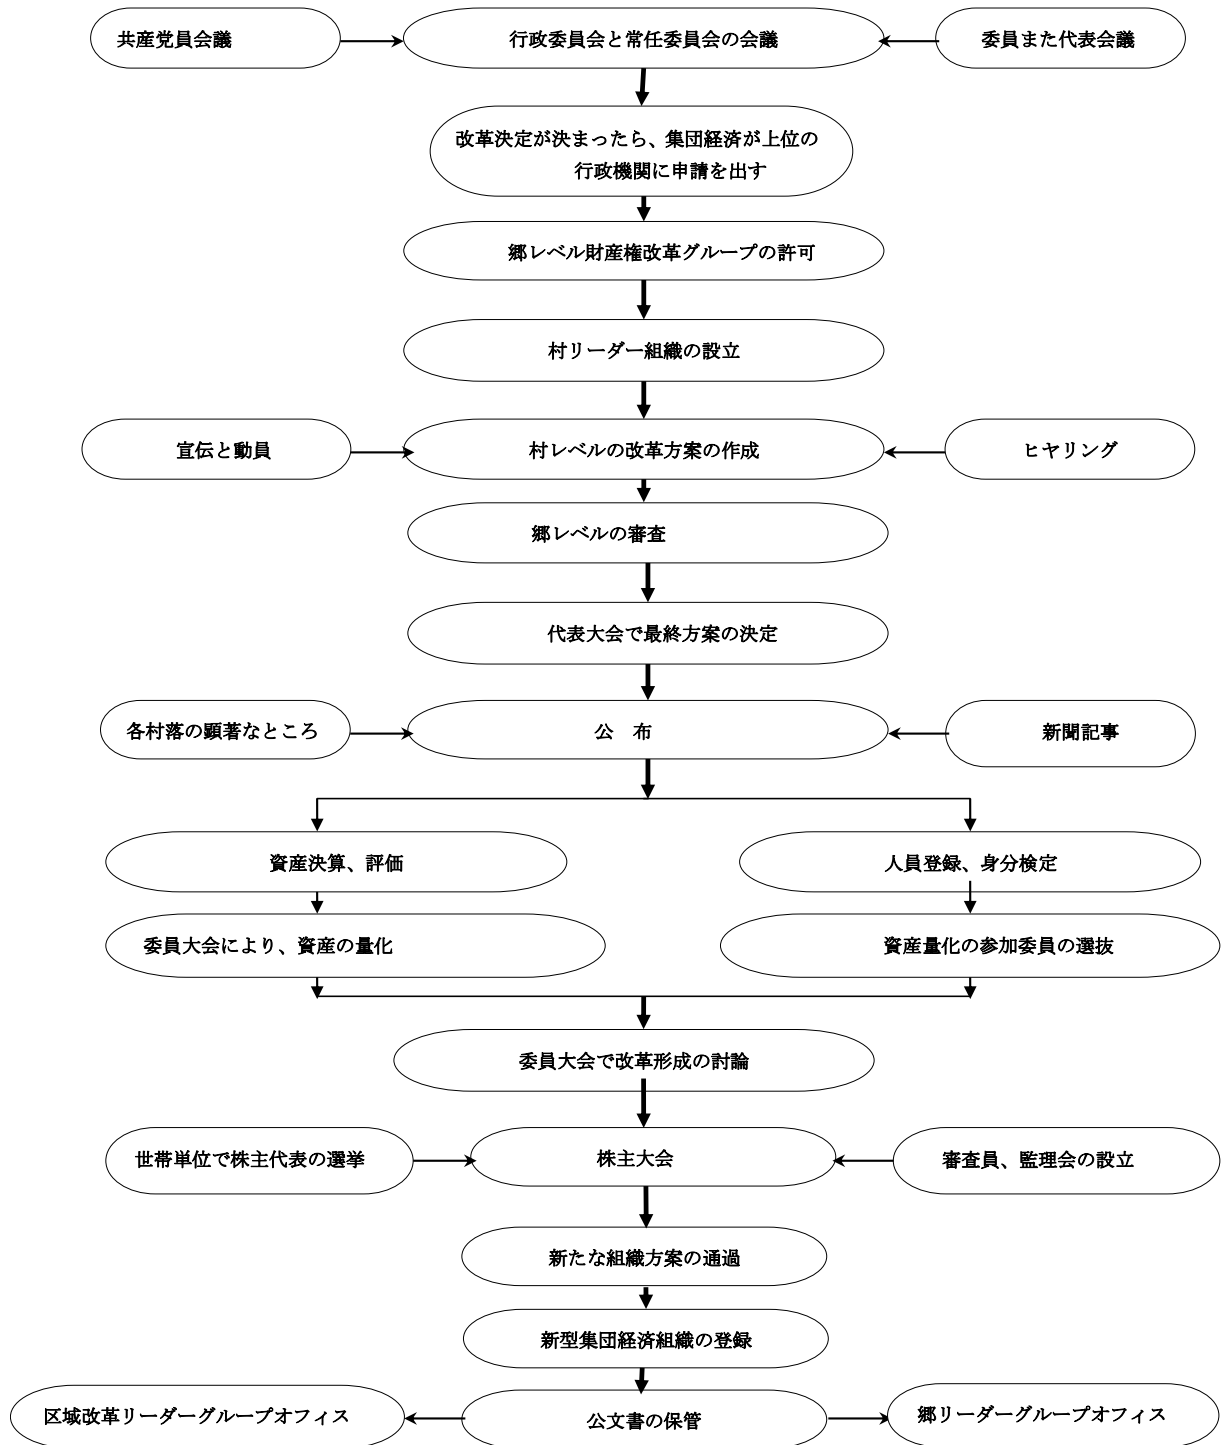 共産党員会議
行政委員会と常任委員会の会議
委員また代表会議
改革決定が決まったら、集団経済が上位の
行政機関に申請を出す
郷レベル財産権改革グループの許可
村リーダー組織の設立
宣伝と動員
村レベルの改革方案の作成
ヒヤリング
郷レベルの審査
代表大会で最終方案の決定
各村落の顕著なところ
公 布
新聞記事
資産決算、評価
人員登録、身分検定
委員大会により、資産の量化
資産量化の参加委員の選抜
委員大会で改革形成の討論
世帯単位で株主代表の選挙
株主大会
審査員、監理会の設立
新たな組織方案の通過
新型集団経済組織の登録
区域改革リーダーグループオフィス
公文書の保管
郷リーダーグループオフィス